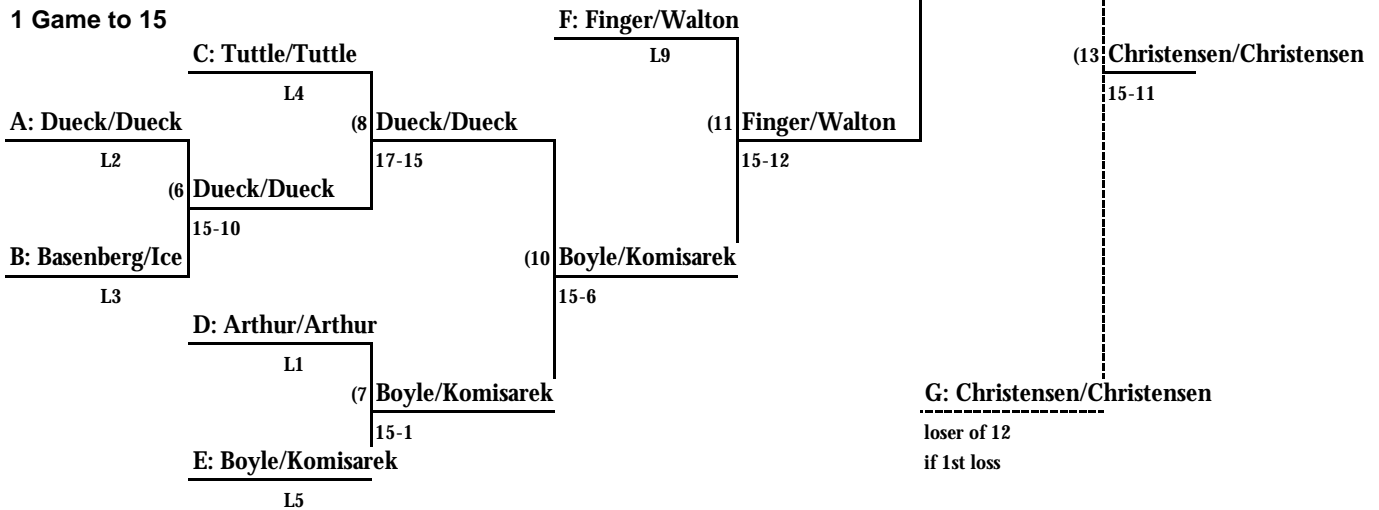 1 Game to 15
F: Finger/Walton
C: Tuttle/Tuttle
L9
(13 Christensen/Christensen
L4
15-11
A: Dueck/Dueck
(8 Dueck/Dueck
(11 Finger/Walton
L2
17-15
15-12
(6 Dueck/Dueck
15-10
B: Basenberg/Ice
(10 Boyle/Komisarek
L3
15-6
D: Arthur/Arthur
L1
(7 Boyle/Komisarek
G: Christensen/Christensen
15-1
loser of 12
E: Boyle/Komisarek
if 1st loss
L5